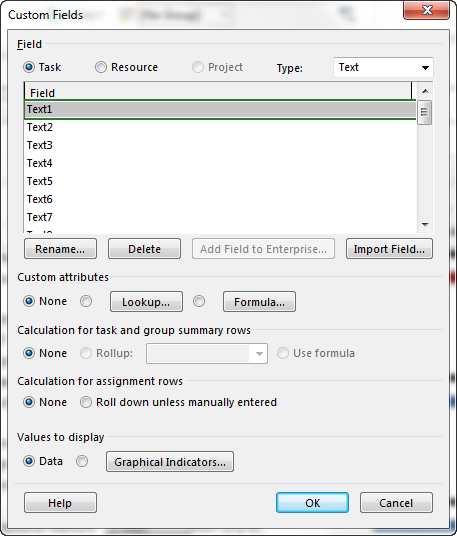 Custom Fields
Field
Task Resource Project Type: Text
Field
Text1
Text2
Text3
Text4
Text5
Text6
Text7
Rename... Delete Add Field to Enterprise... Import Field...
Custom attributes
None Lookup... Formula...
Calculation for task and group summary rows
None Rollup: Use formula
Calculation for assignment rows
None Roll down unless manually entered
Values to display
Data Graphical Indicators...
Help OK Cancel